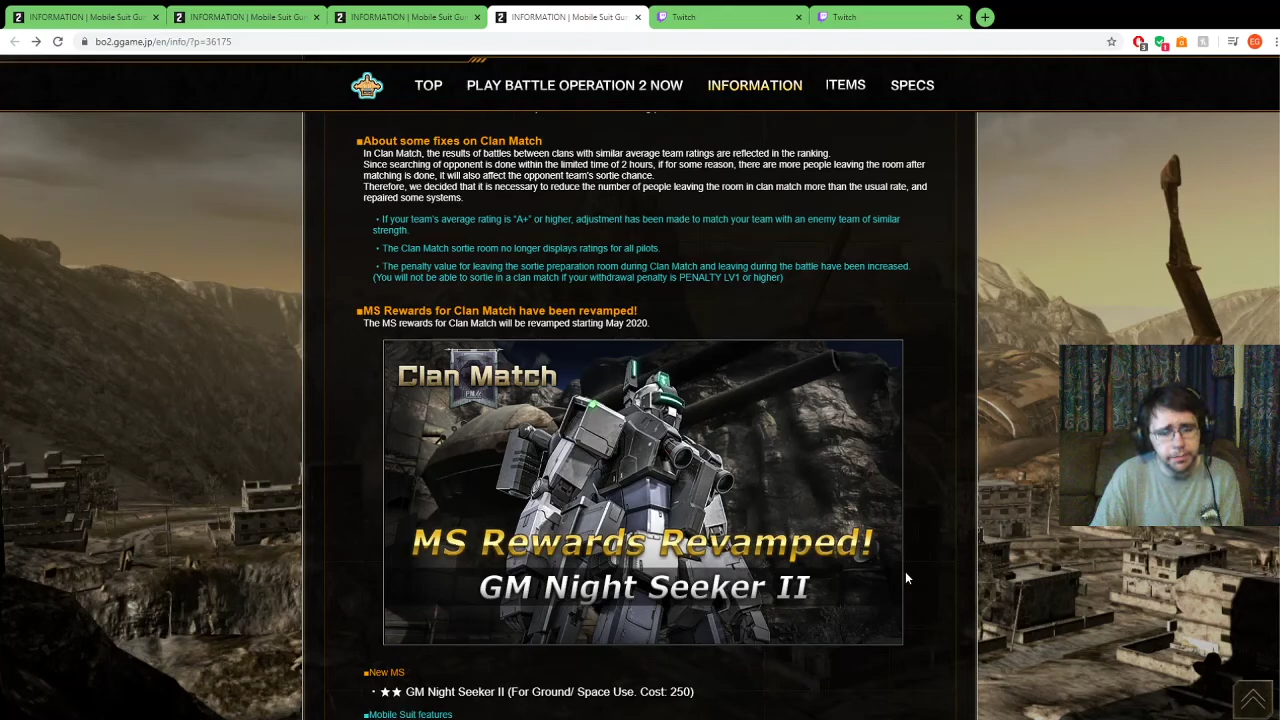 INFORMATION | Mobile Suit Gu
INFORMATION | Mobile Suit Gu
INFORMATION | Mobile Suit Gu
INFORMATION | Mobile Suit Gu
Twitch
Twitch
bo2.ggame.jp/en/info/?p=36175
EG
TOP
PLAY BATTLE OPERATION 2 NOW
INFORMATION
ITEMS
SPECS
■About some fixes on Clan Match
In Clan Match, the results of battles between clans with similar average team ratings are reflected in the ranking.
Since searching of opponent is done within the limited time of 2 hours, if for some reason, there are more people leaving the room after
matching is done, it will also affect the opponent team's sortie chance.
Therefore, we decided that it is necessary to reduce the number of people leaving the room in clan match more than the usual rate, and
repaired some systems.
・If your team's average rating is "A+" or higher, adjustment has been made to match your team with an enemy team of similar
strength.
・The Clan Match sortie room no longer displays ratings for all pilots.
・The penalty value for leaving the sortie preparation room during Clan Match and leaving during the battle have been increased.
(You will not be able to sortie in a clan match if your withdrawal penalty is PENALTY LV1 or higher)
■MS Rewards for Clan Match have been revamped!
The MS rewards for Clan Match will be revamped starting May 2020.
Clan Match
MS Rewards Revamped!
GM Night Seeker II
■New MS
・★★ GM Night Seeker II (For Ground/ Space Use. Cost: 250)
■Mobile Suit features